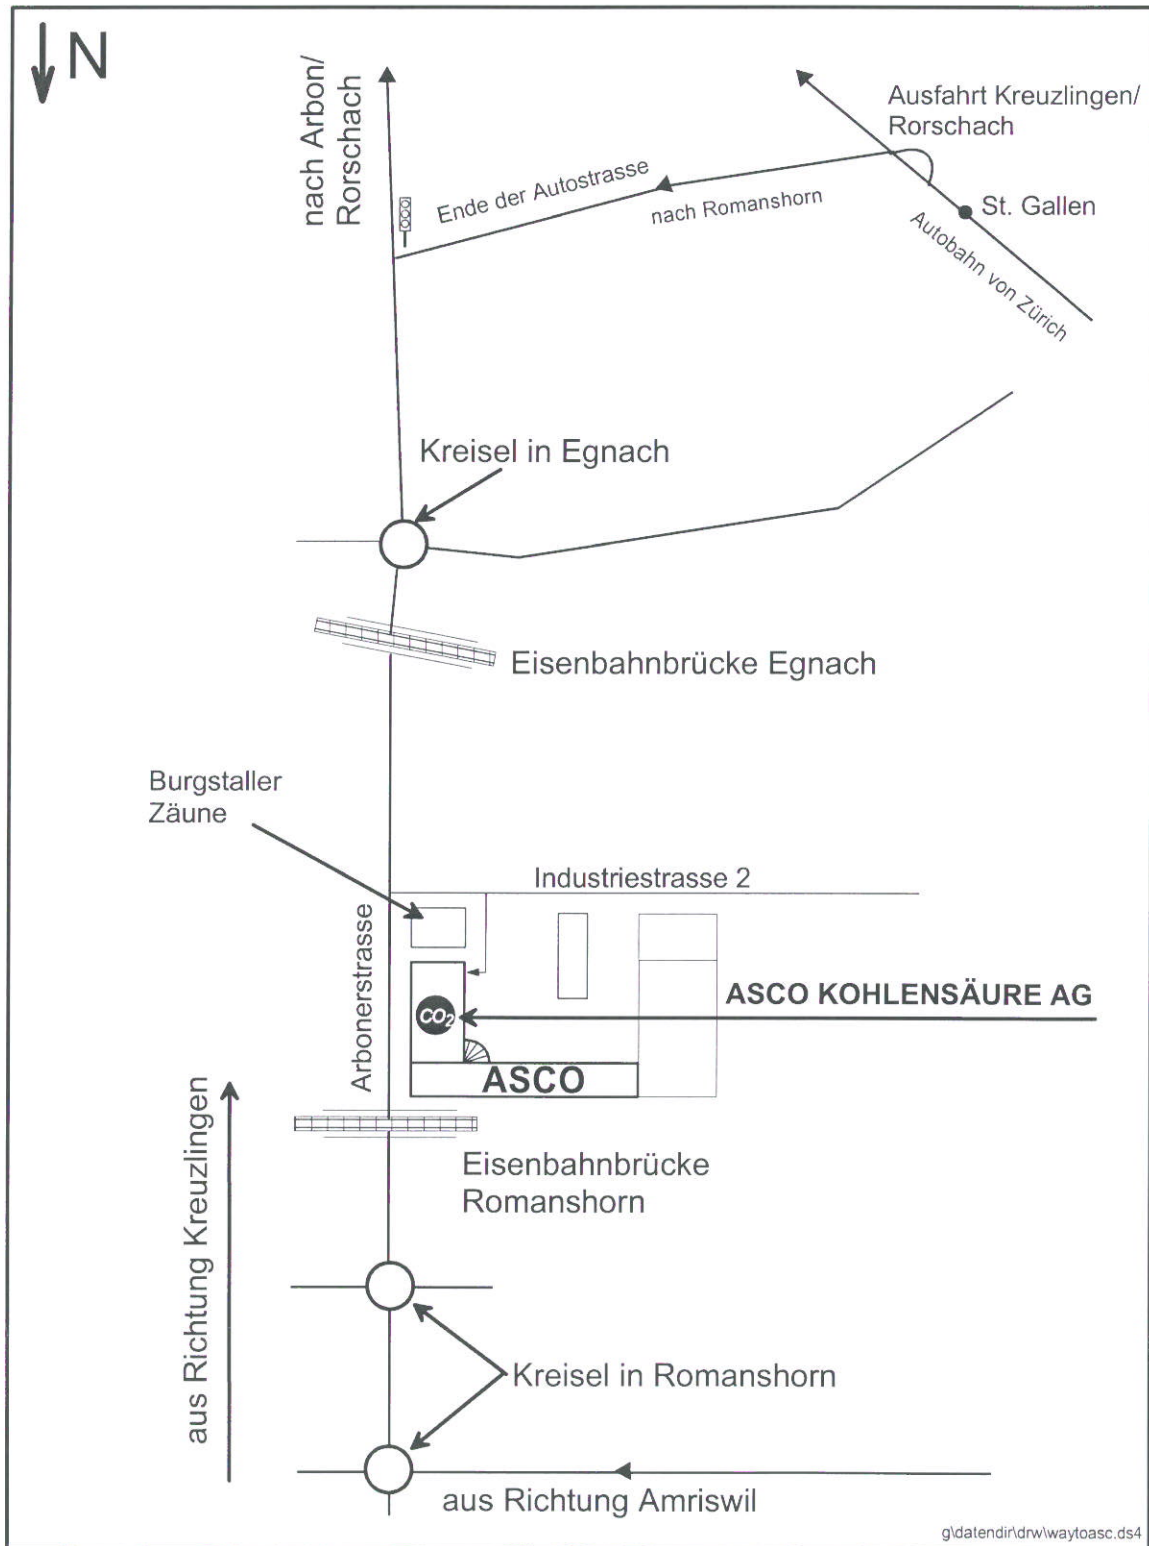 N
nach Arbon/
Rorschach
Ausfahrt Kreuzlingen/
Rorschach
Ende der Autostrasse
nach Romanshorn
St. Gallen
Autobahn von Zürich
Kreisel in Egnach
Eisenbahnbrücke Egnach
Burgstaller
Zäune
Industriestrasse 2
Arbonerstrasse
ASCO KOHLENSÄURE AG
CO2
ASCO
Eisenbahnbrücke
Romanshorn
aus Richtung Kreuzlingen
Kreisel in Romanshorn
aus Richtung Amriswil
g\datendir\drw\waytoasc.ds4